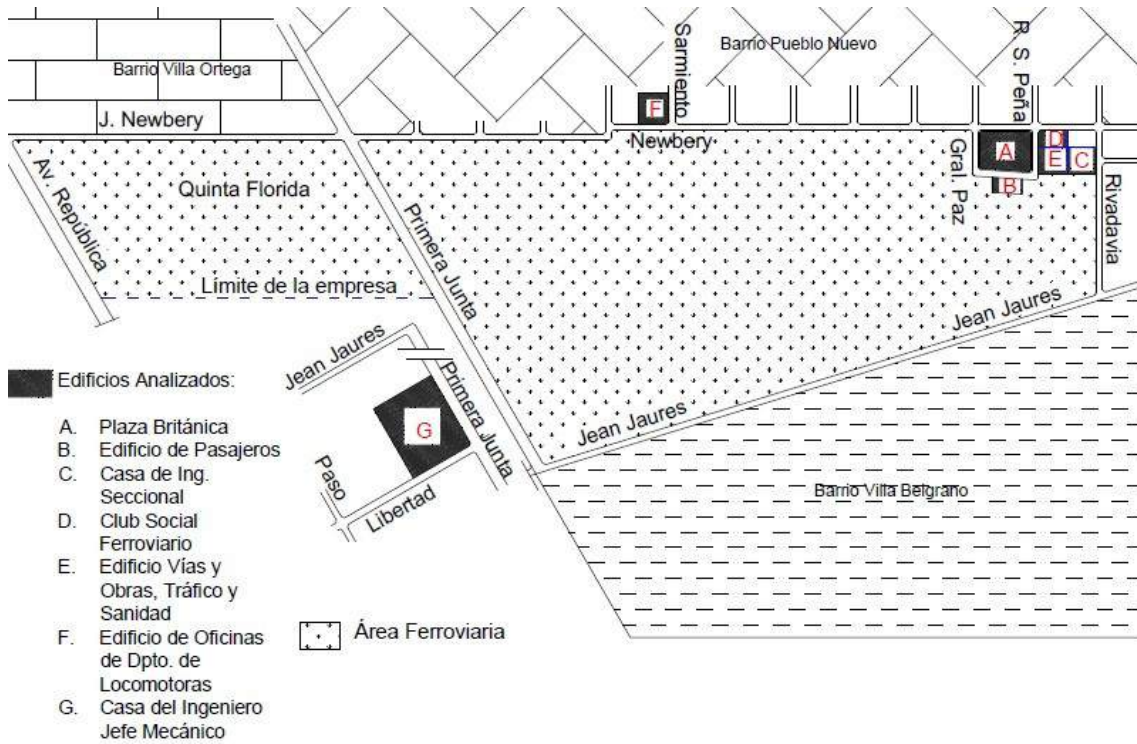 Barrio Villa Ortega
Sarmiento
Barrio Pueblo Nuevo
R. S. Peña
J. Newbery
F
Newbery
Gral. Paz
A
D
E
C
B
Rivadavia
Av. República
Quinta Florida
Primera Junta
Límite de la empresa
Jean Jaures
Jean Jaures
Primera Junta
Jean Jaures
G
Paso
Libertad
Barrio Villa Belgrano
Edificios Analizados:
A. Plaza Británica
B. Edificio de Pasajeros
C. Casa de Ing.
Seccional
D. Club Social
Ferroviario
E. Edificio Vías y
Obras, Tráfico y
Sanidad
F. Edificio de Oficinas
de Dpto. de
Locomotoras
G. Casa del Ingeniero
Jefe Mecánico
Área Ferroviaria